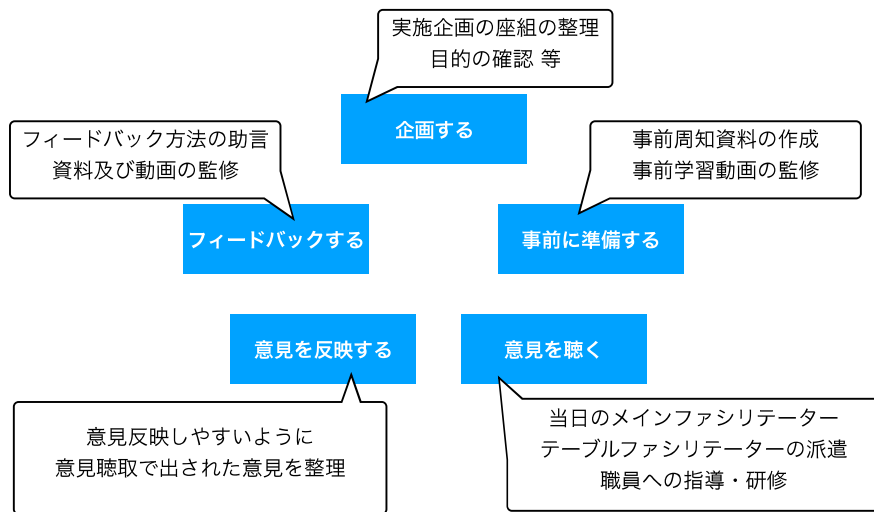 実施企画の座組の整理
目的の確認 等
企画する
フィードバック方法の助言
資料及び動画の監修
事前周知資料の作成
事前学習動画の監修
フィードバックする
事前に準備する
意見を反映する
意見を聴く
意見反映しやすいように
意見聴取で出された意見を整理
当日のメインファシリテーター
テーブルファシリテーターの派遣
職員への指導・研修